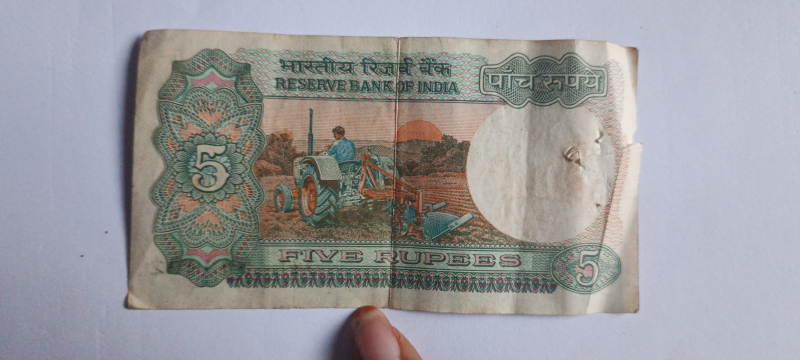 भारतीय रिज़र्व बैंक
RESERVE BANK OF INDIA
पाँच रूपये
5
FIVE RUPEES
5